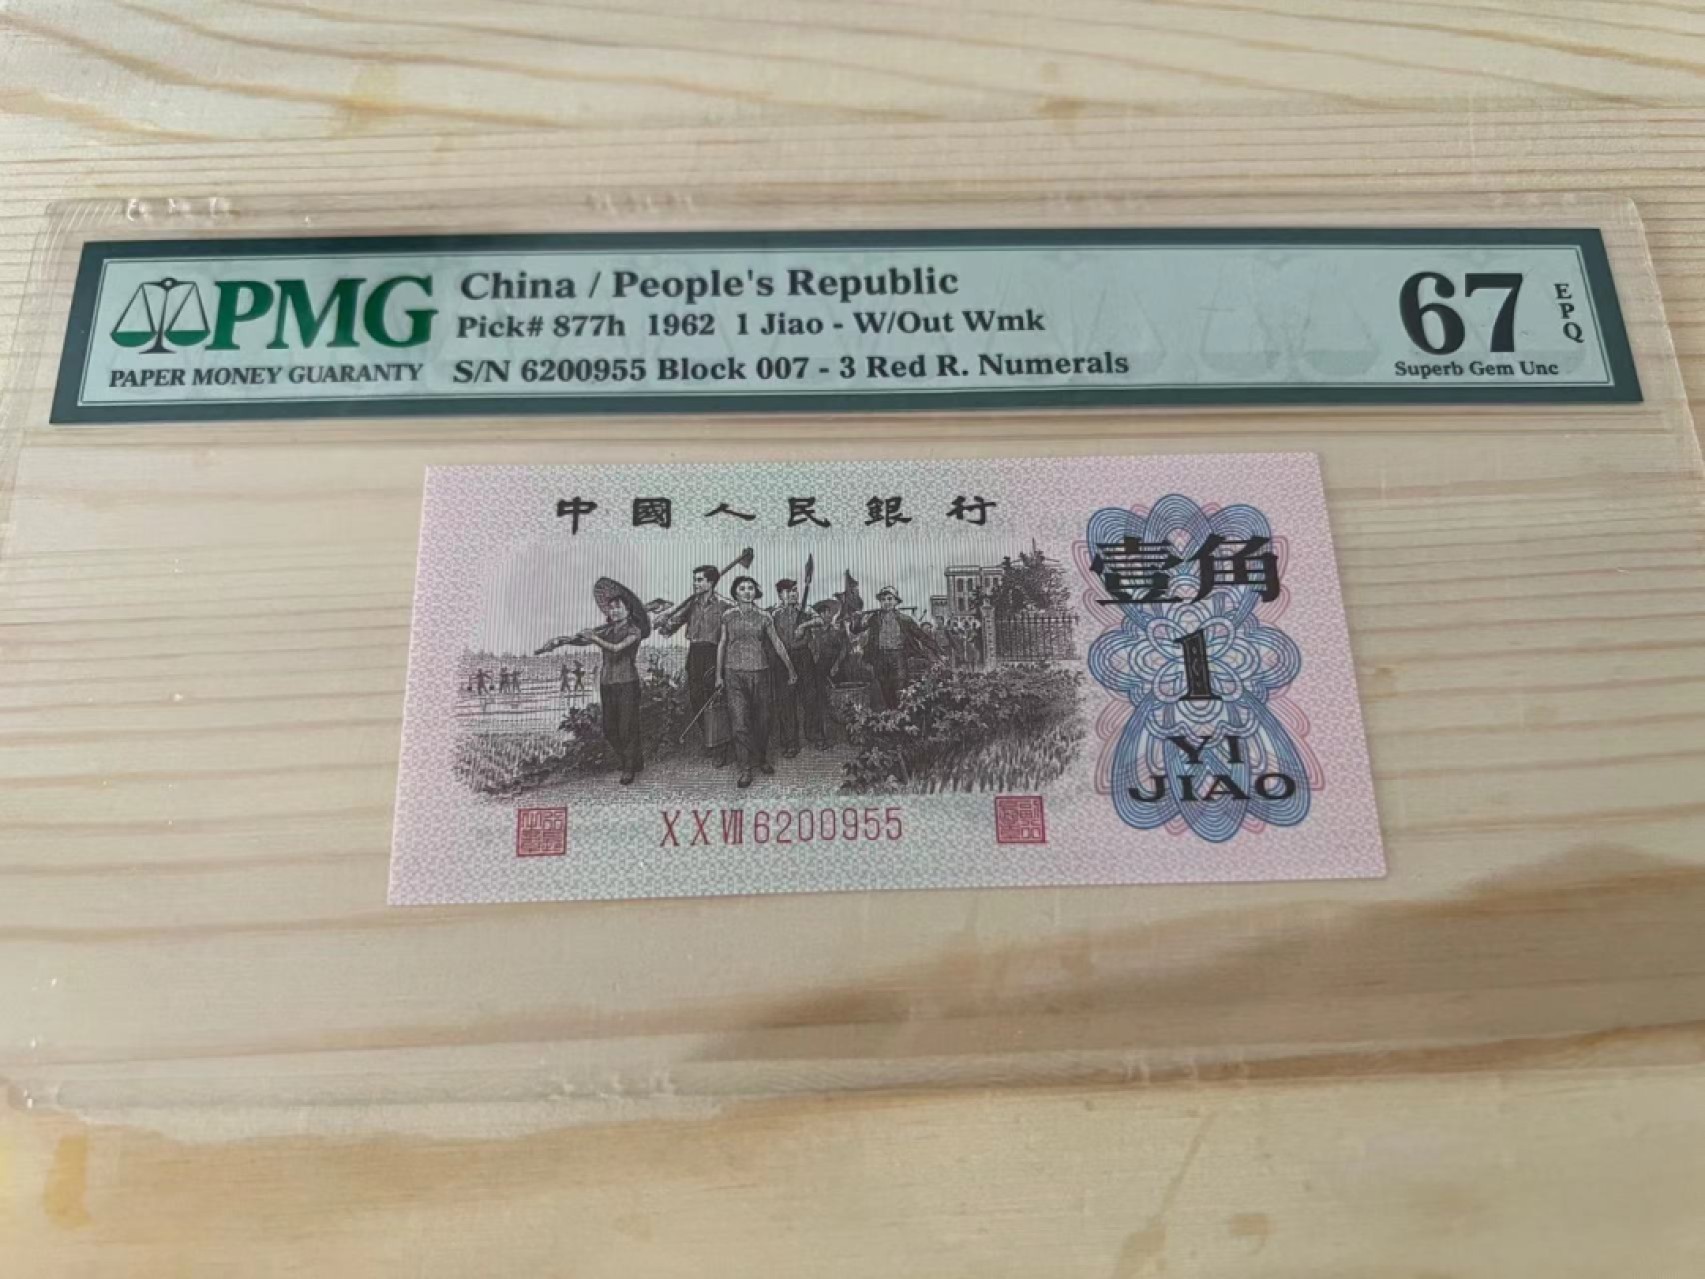 PMG
PAPER MONEY GUARANTY
China / People's Republic
Pick# 877h 1962 1 Jiao - W/Out Wmk
S/N 6200955 Block 007 - 3 Red R. Numerals
67
EPQ
Superb Gem Unc
中國人民銀行
壹角
1
YI
JIAO
XXVII 6200955